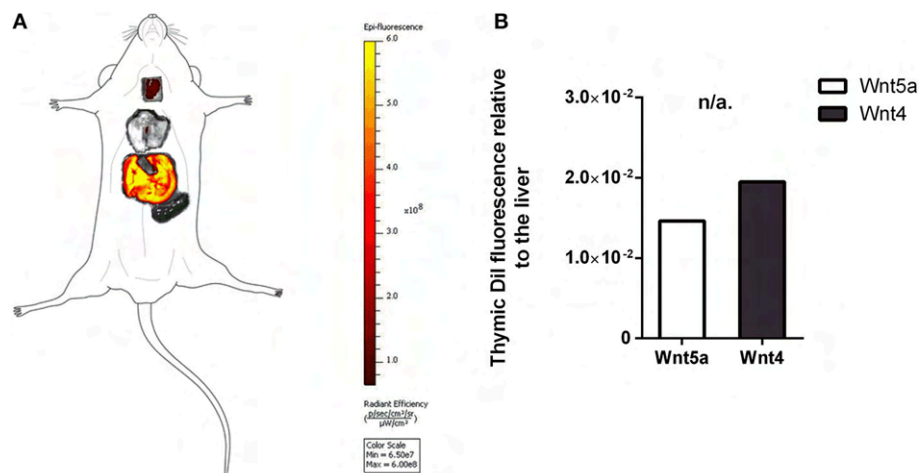 A
Epi-fluorescence
6.0
5.0
4.0
x10⁸
3.0
2.0
1.0
Radiant Efficiency
(p/sec/cm²/sr
µW/cm²)
Color Scale
Min = 6.50e7
Max = 6.00e8
B
Thymic DiI fluorescence relative
to the liver
3.0×10⁻²
2.0×10⁻²
1.0×10⁻²
0
n/a.
Wnt5a
Wnt4
Wnt5a
Wnt4